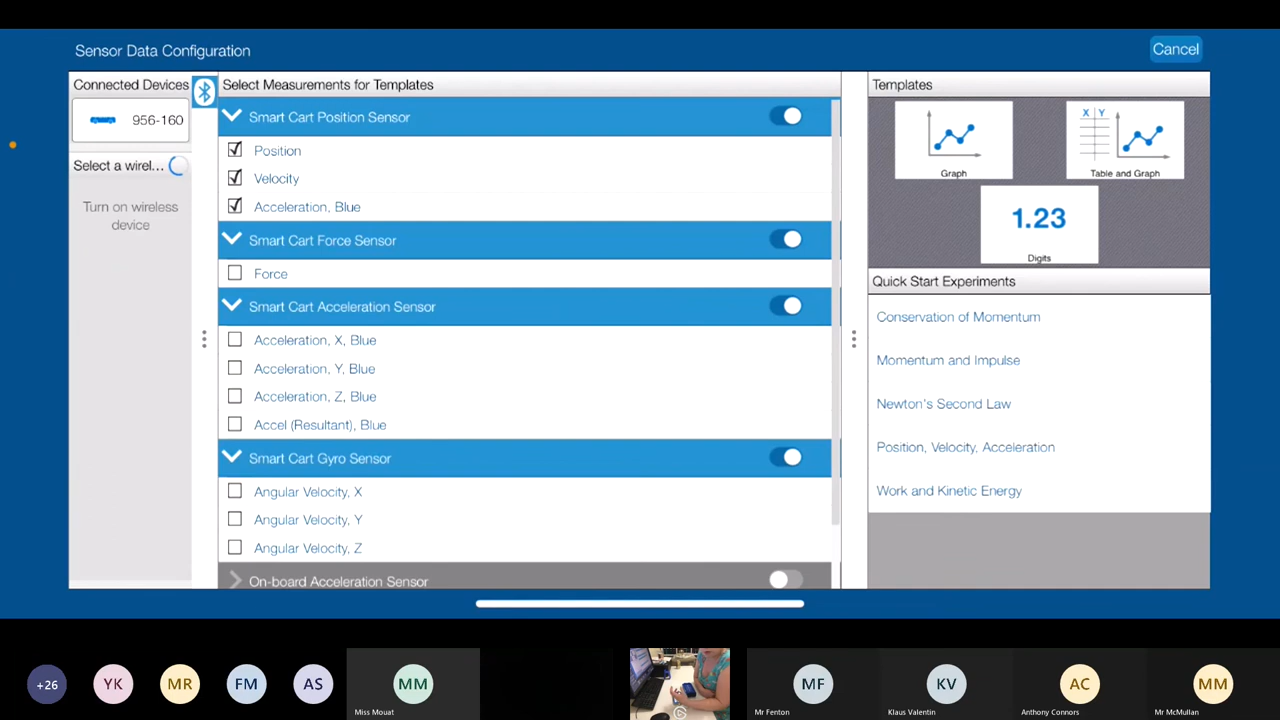 Sensor Data Configuration
Cancel
Connected Devices
956-160
Select a wirel...
Turn on wireless
device
Select Measurements for Templates
Smart Cart Position Sensor
Position
Velocity
Acceleration, Blue
Smart Cart Force Sensor
Force
Smart Cart Acceleration Sensor
Acceleration, X, Blue
Acceleration, Y, Blue
Acceleration, Z, Blue
Accel (Resultant), Blue
Smart Cart Gyro Sensor
Angular Velocity, X
Angular Velocity, Y
Angular Velocity, Z
On-board Acceleration Sensor
Templates
Graph
X Y
Table and Graph
1.23
Digits
Quick Start Experiments
Conservation of Momentum
Momentum and Impulse
Newton's Second Law
Position, Velocity, Acceleration
Work and Kinetic Energy
+26
YK
MR
FM
AS
MM
Miss Mouat
MF
Mr Fenton
KV
Klaus Valentin
AC
Anthony Connors
MM
Mr McMullan